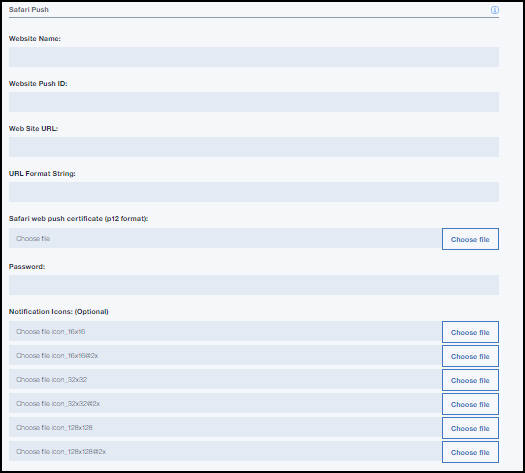 Safari Push
Website Name:
Website Push ID:
Web Site URL:
URL Format String:
Safari web push certificate (p12 format):
Choose file Choose file
Password:
Notification Icons: (Optional)
Choose file icon_16x16 Choose file
Choose file icon_16x16@2x Choose file
Choose file icon_32x32 Choose file
Choose file icon_32x32@2x Choose file
Choose file icon_128x128 Choose file
Choose file icon_128x128@2x Choose file